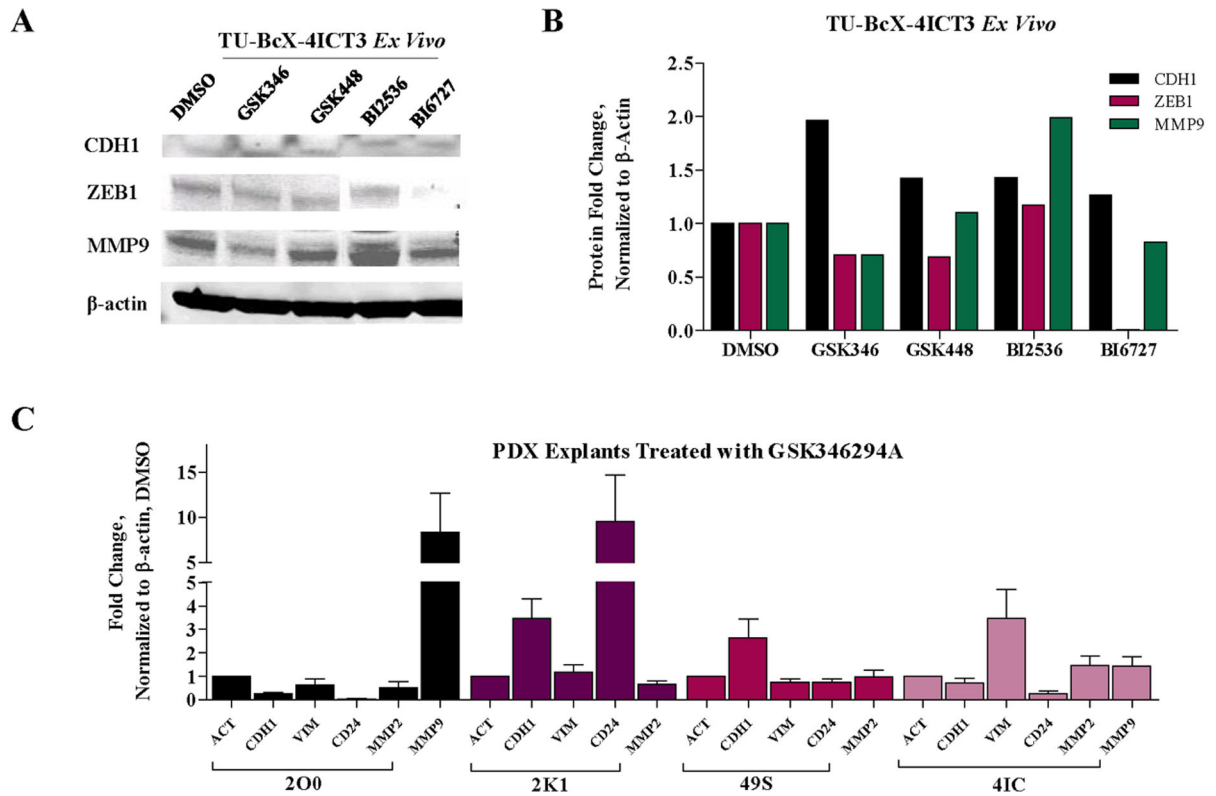 A
TU-BcX-4ICT3 Ex Vivo
DMSO
GSK346
GSK448
BI2536
BI6727
CDH1
ZEB1
MMP9
β-actin
B
TU-BcX-4ICT3 Ex Vivo
Protein Fold Change,
Normalized to β-Actin
2.5
2.0
1.5
1.0
0.5
0.0
CDH1
ZEB1
MMP9
DMSO GSK346 GSK448 BI2536 BI6727
C
PDX Explants Treated with GSK346294A
Fold Change,
Normalized to β-actin, DMSO
15
10
5
5
4
3
2
1
0
ACT CDH1 VIM CD24 MMP2 MMP9 ACT CDH1 VIM CD24 MMP2 ACT CDH1 VIM CD24 MMP2 ACT CDH1 VIM CD24 MMP2 MMP9
2O0 2K1 49S 4IC